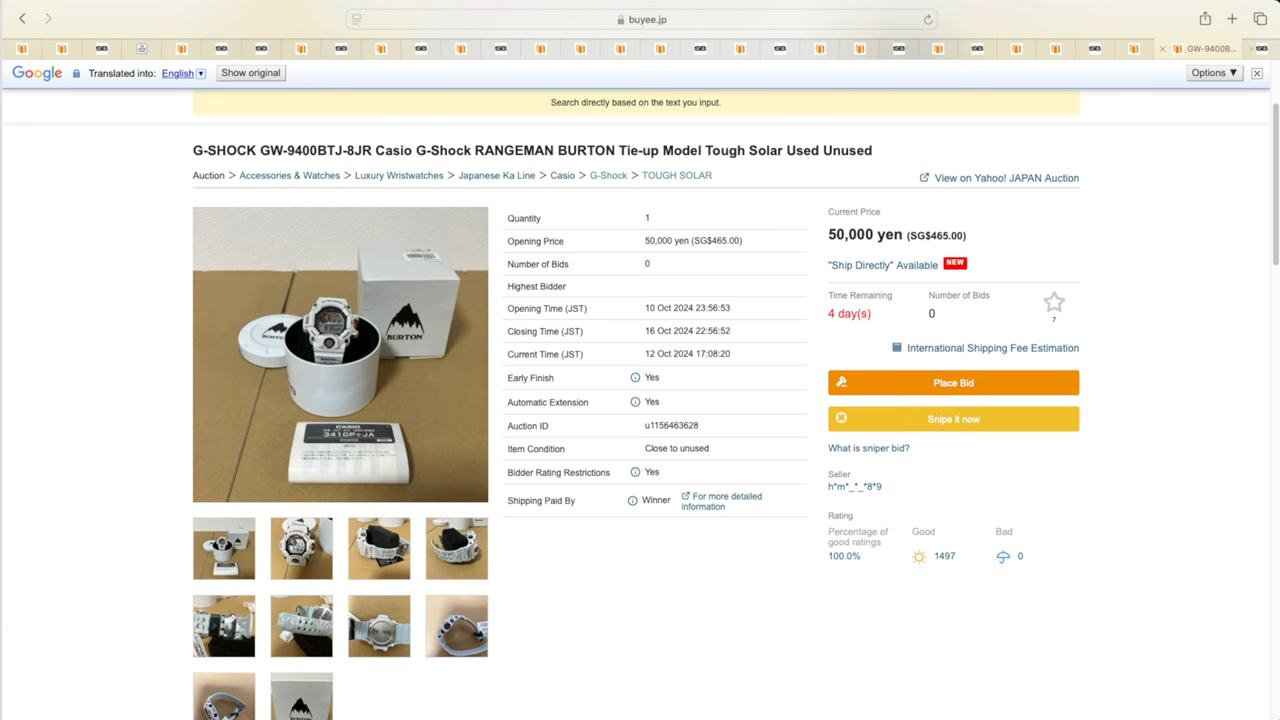 buyee.jp
GW-9400B...
Google
Translated into: English ▼
Show original
Options ▼
Search directly based on the text you input.
G-SHOCK GW-9400BTJ-8JR Casio G-Shock RANGEMAN BURTON Tie-up Model Tough Solar Used Unused
Auction > Accessories & Watches > Luxury Wristwatches > Japanese Ka Line > Casio > G-Shock > TOUGH SOLAR
View on Yahoo! JAPAN Auction
BURTON
CASIO
3410P※JA
Quantity 1
Opening Price 50,000 yen (SG$465.00)
Number of Bids 0
Highest Bidder
Opening Time (JST) 10 Oct 2024 23:56:53
Closing Time (JST) 16 Oct 2024 22:56:52
Current Time (JST) 12 Oct 2024 17:08:20
Early Finish Yes
Automatic Extension Yes
Auction ID u1156463628
Item Condition Close to unused
Bidder Rating Restrictions Yes
Shipping Paid By Winner For more detailed
information
Current Price
50,000 yen (SG$465.00)
"Ship Directly" Available NEW
Time Remaining Number of Bids
4 day(s) 0
7
International Shipping Fee Estimation
Place Bid
Snipe it now
What is sniper bid?
Seller
h*m*_*_*8*9
Rating
Percentage of Good Bad
good ratings
100.0% 1497 0
BURTON